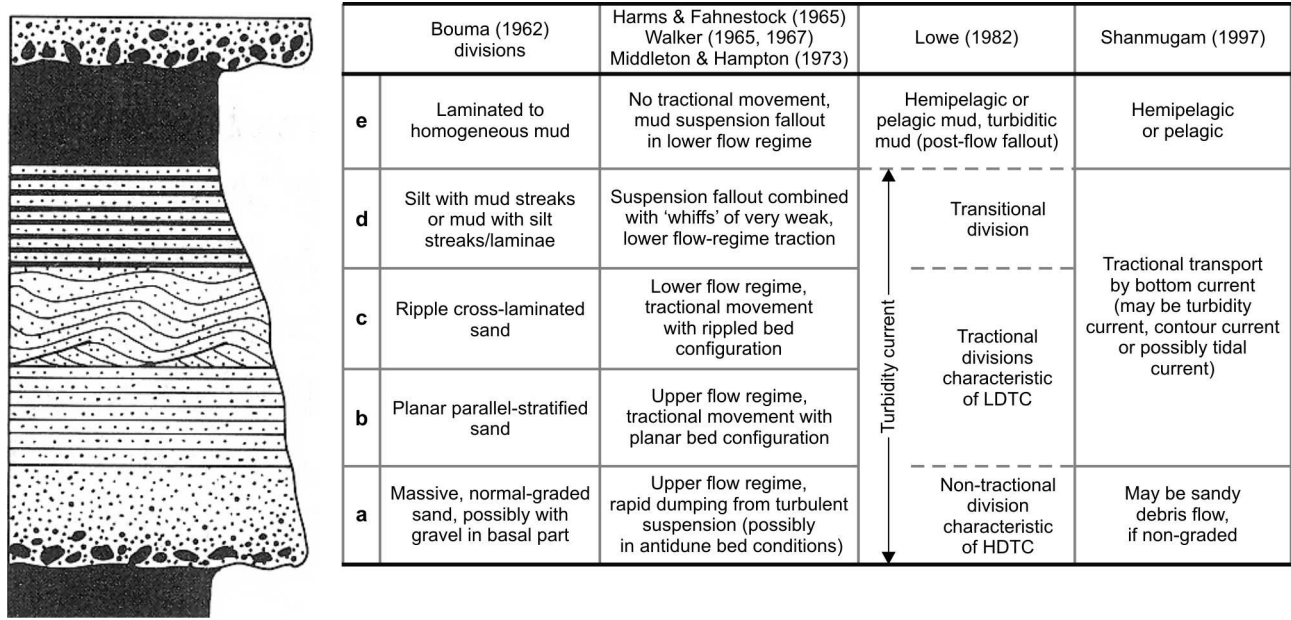 Bouma (1962)
divisions
Harms & Fahnestock (1965)
Walker (1965, 1967)
Middleton & Hampton (1973)
Lowe (1982)
Shanmugam (1997)
e
Laminated to
homogeneous mud
No tractional movement,
mud suspension fallout
in lower flow regime
Hemipelagic or
pelagic mud, turbiditic
mud (post-flow fallout)
Hemipelagic
or pelagic
d
Silt with mud streaks
or mud with silt
streaks/laminae
Suspension fallout combined
with ‘whiffs’ of very weak,
lower flow-regime traction
Turbidity current
Transitional
division
Tractional transport
by bottom current
(may be turbidity
current, contour current
or possibly tidal
current)
c
Ripple cross-laminated
sand
Lower flow regime,
tractional movement
with rippled bed
configuration
Tractional
divisions
characteristic
of LDTC
b
Planar parallel-stratified
sand
Upper flow regime,
tractional movement with
planar bed configuration
a
Massive, normal-graded
sand, possibly with
gravel in basal part
Upper flow regime,
rapid dumping from turbulent
suspension (possibly
in antidune bed conditions)
Non-tractional
division
characteristic
of HDTC
May be sandy
debris flow,
if non-graded